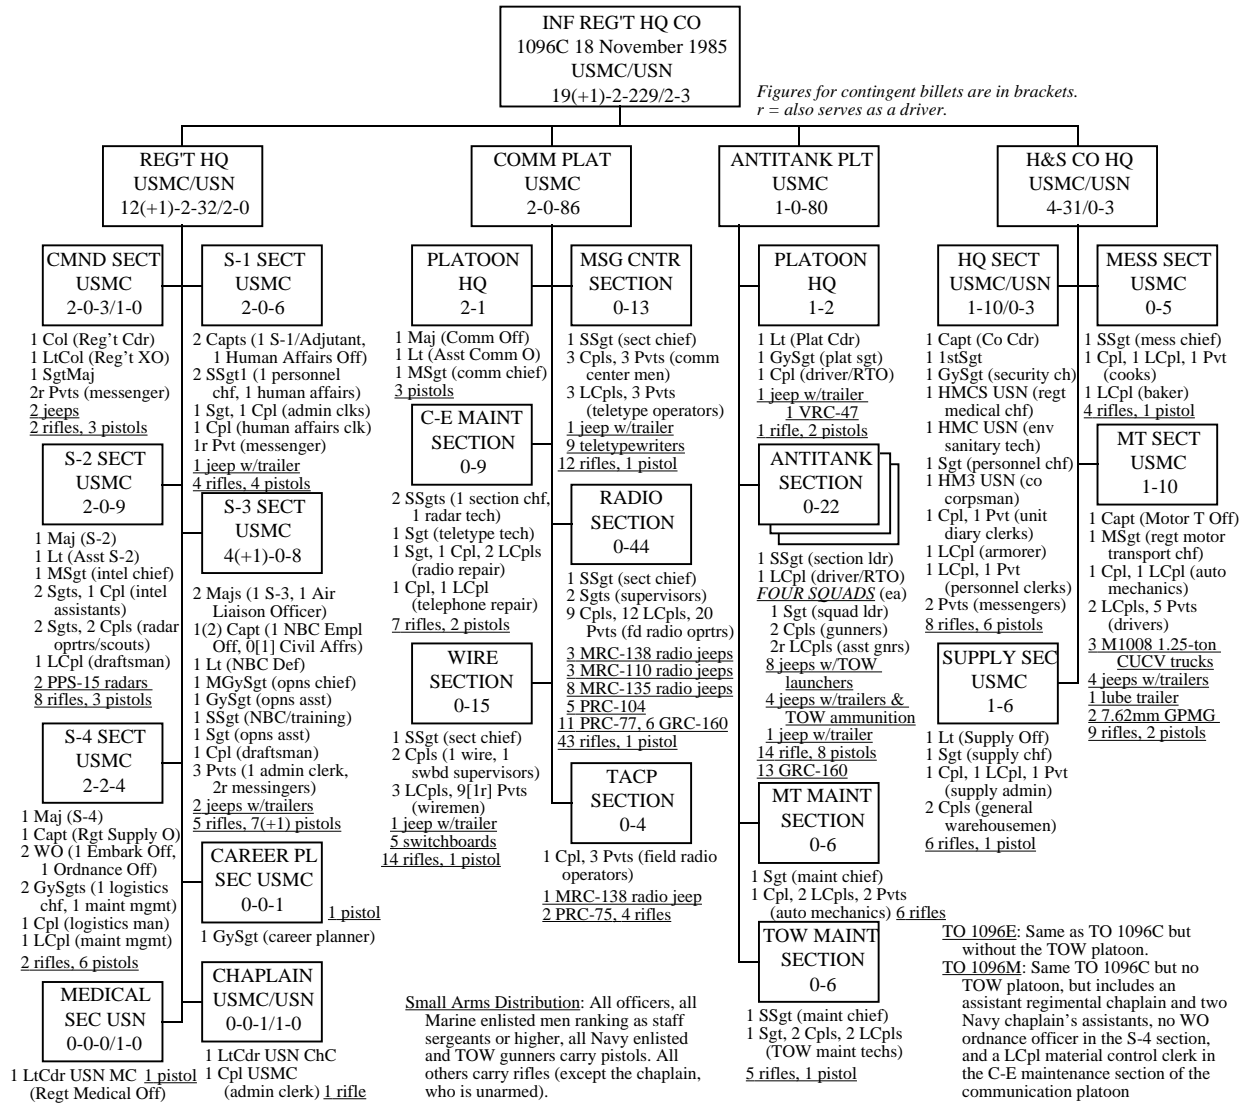 INF REG'T HQ CO
1096C 18 November 1985
USMC/USN
19(+1)-2-229/2-3
Figures for contingent billets are in brackets.
r = also serves as a driver.
REG'T HQ
USMC/USN
12(+1)-2-32/2-0
COMM PLAT
USMC
2-0-86
ANTITANK PLT
USMC
1-0-80
H&S CO HQ
USMC/USN
4-31/0-3
CMND SECT
USMC
2-0-3/1-0
1 Col (Reg't Cdr)
1 LtCol (Reg't XO)
1 SgtMaj
2r Pvts (messenger)
2 jeeps
2 rifles, 3 pistols
S-2 SECT
USMC
2-0-9
1 Maj (S-2)
1 Lt (Asst S-2)
1 MSgt (intel chief)
2 Sgts, 1 Cpl (intel
assistants)
2 Sgts, 2 Cpls (radar
oprtrs/scouts)
1 LCpl (draftsman)
2 PPS-15 radars
8 rifles, 3 pistols
S-4 SECT
USMC
2-2-4
1 Maj (S-4)
1 Capt (Rgt Supply O)
2 WO (1 Embark Off,
1 Ordnance Off)
2 GySgts (1 logistics
chf, 1 maint mgmt)
1 Cpl (logistics man)
1 LCpl (maint mgmt)
2 rifles, 6 pistols
MEDICAL
SEC USN
0-0-0/1-0
1 LtCdr USN MC 1 pistol
(Regt Medical Off)
S-1 SECT
USMC
2-0-6
2 Capts (1 S-1/Adjutant,
1 Human Affairs Off)
2 SSgt1 (1 personnel
chf, 1 human affairs)
1 Sgt, 1 Cpl (admin clks)
1 Cpl (human affairs clk)
1r Pvt (messenger)
1 jeep w/trailer
4 rifles, 4 pistols
S-3 SECT
USMC
4(+1)-0-8
2 Majs (1 S-3, 1 Air
Liaison Officer)
1(2) Capt (1 NBC Empl
Off, 0[1] Civil Affrs)
1 Lt (NBC Def)
1 MGySgt (opns chief)
1 GySgt (opns asst)
1 SSgt (NBC/training)
1 Sgt (opns asst)
1 Cpl (draftsman)
3 Pvts (1 admin clerk,
2r messingers)
2 jeeps w/trailers
5 rifles, 7(+1) pistols
CAREER PL
SEC USMC
0-0-1
1 pistol
1 GySgt (career planner)
CHAPLAIN
USMC/USN
0-0-1/1-0
1 LtCdr USN ChC
1 Cpl USMC
(admin clerk) 1 rifle
PLATOON
HQ
2-1
1 Maj (Comm Off)
1 Lt (Asst Comm O)
1 MSgt (comm chief)
3 pistols
C-E MAINT
SECTION
0-9
2 SSgts (1 section chf,
1 radar tech)
1 Sgt (teletype tech)
1 Sgt, 1 Cpl, 2 LCpls
(radio repair)
1 Cpl, 1 LCpl
(telephone repair)
7 rifles, 2 pistols
WIRE
SECTION
0-15
1 SSgt (sect chief)
2 Cpls (1 wire, 1
swbd supervisors)
3 LCpls, 9[1r] Pvts
(wiremen)
1 jeep w/trailer
5 switchboards
14 rifles, 1 pistol
MSG CNTR
SECTION
0-13
1 SSgt (sect chief)
3 Cpls, 3 Pvts (comm
center men)
3 LCpls, 3 Pvts
(teletype operators)
1 jeep w/trailer
9 teletypewriters
12 rifles, 1 pistol
RADIO
SECTION
0-44
1 SSgt (sect chief)
2 Sgts (supervisors)
9 Cpls, 12 LCpls, 20
Pvts (fd radio oprtrs)
3 MRC-138 radio jeeps
3 MRC-110 radio jeeps
8 MRC-135 radio jeeps
5 PRC-104
11 PRC-77, 6 GRC-160
43 rifles, 1 pistol
TACP
SECTION
0-4
1 Cpl, 3 Pvts (field radio
operators)
1 MRC-138 radio jeep
2 PRC-75, 4 rifles
Small Arms Distribution: All officers, all
Marine enlisted men ranking as staff
sergeants or higher, all Navy enlisted
and TOW gunners carry pistols. All
others carry rifles (except the chaplain,
who is unarmed).
PLATOON
HQ
1-2
1 Lt (Plat Cdr)
1 GySgt (plat sgt)
1 Cpl (driver/RTO)
1 jeep w/trailer
1 VRC-47
1 rifle, 2 pistols
ANTITANK
SECTION
0-22
1 SSgt (section ldr)
1 LCpl (driver/RTO)
FOUR SQUADS (ea)
1 Sgt (squad ldr)
2 Cpls (gunners)
2r LCpls (asst gnrs)
8 jeeps w/TOW
launchers
4 jeeps w/trailers &
TOW ammunition
1 jeep w/trailer
14 rifle, 8 pistols
13 GRC-160
MT MAINT
SECTION
0-6
1 Sgt (maint chief)
1 Cpl, 2 LCpls, 2 Pvts
(auto mechanics) 6 rifles
TOW MAINT
SECTION
0-6
1 SSgt (maint chief)
1 Sgt, 2 Cpls, 2 LCpls
(TOW maint techs)
5 rifles, 1 pistol
HQ SECT
USMC/USN
1-10/0-3
1 Capt (Co Cdr)
1 1stSgt
1 GySgt (security ch)
1 HMCS USN (regt
medical chf)
1 HMC USN (env
sanitary tech)
1 Sgt (personnel chf)
1 HM3 USN (co
corpsman)
1 Cpl, 1 Pvt (unit
diary clerks)
1 LCpl (armorer)
1 LCpl, 1 Pvt
(personnel clerks)
2 Pvts (messengers)
8 rifles, 6 pistols
SUPPLY SEC
USMC
1-6
1 Lt (Supply Off)
1 Sgt (supply chf)
1 Cpl, 1 LCpl, 1 Pvt
(supply admin)
2 Cpls (general
warehousemen)
6 rifles, 1 pistol
MESS SECT
USMC
0-5
1 SSgt (mess chief)
1 Cpl, 1 LCpl, 1 Pvt
(cooks)
1 LCpl (baker)
4 rifles, 1 pistol
MT SECT
USMC
1-10
1 Capt (Motor T Off)
1 MSgt (regt motor
transport chf)
1 Cpl, 1 LCpl (auto
mechanics)
2 LCpls, 5 Pvts
(drivers)
3 M1008 1.25-ton
CUCV trucks
4 jeeps w/trailers
1 lube trailer
2 7.62mm GPMG
9 rifles, 2 pistols
TO 1096E: Same as TO 1096C but
without the TOW platoon.
TO 1096M: Same TO 1096C but no
TOW platoon, but includes an
assistant regimental chaplain and two
Navy chaplain's assistants, no WO
ordnance officer in the S-4 section,
and a LCpl material control clerk in
the C-E maintenance section of the
communication platoon